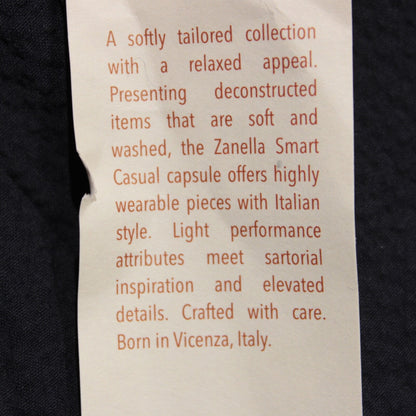 A softly tailored collection
with a relaxed appeal.
Presenting deconstructed
items that are soft and
washed, the Zanella Smart
Casual capsule offers highly
wearable pieces with Italian
style. Light performance
attributes meet sartorial
inspiration and elevated
details. Crafted with care.
Born in Vicenza, Italy.